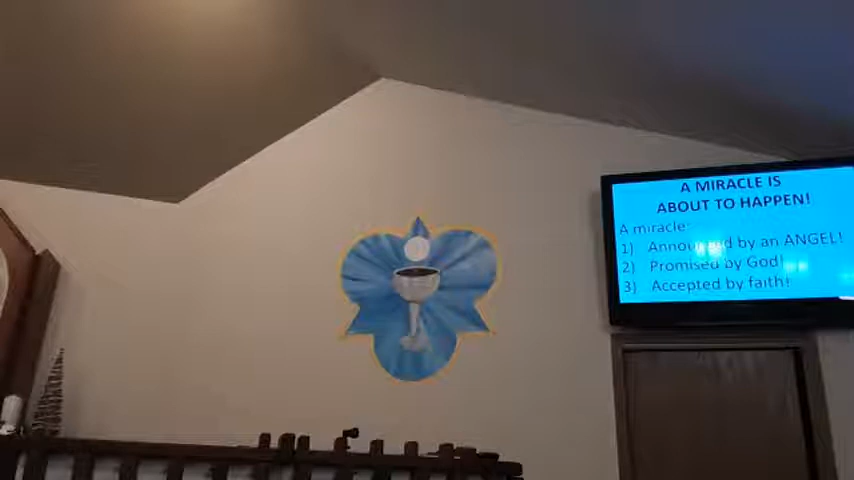 A MIRACLE IS
ABOUT TO HAPPEN!
A miracle:
1) Announced by an ANGEL!
2) Promised by God!
3) Accepted by faith!